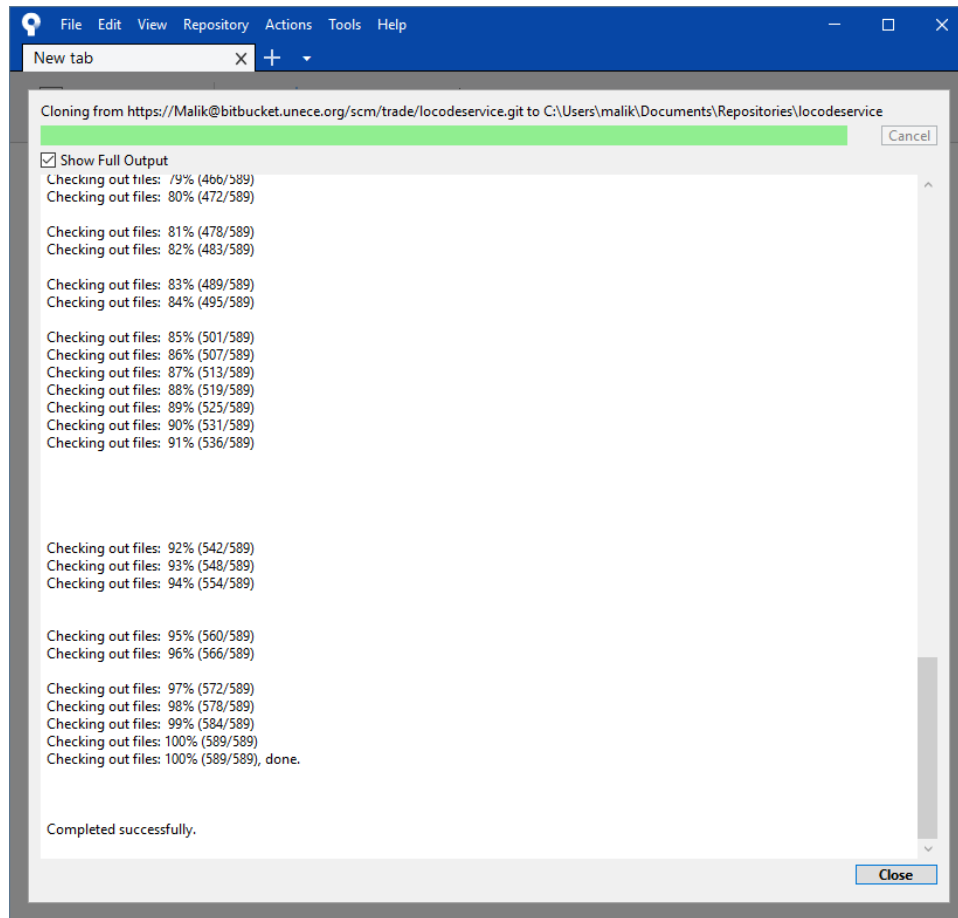 File Edit View Repository Actions Tools Help
New tab
Cloning from https://Malik@bitbucket.unece.org/scm/trade/locodeservice.git to C:\Users\malik\Documents\Repositories\locodeservice
Cancel
Show Full Output
Checking out files: 79% (466/589)
Checking out files: 80% (472/589)
Checking out files: 81% (478/589)
Checking out files: 82% (483/589)
Checking out files: 83% (489/589)
Checking out files: 84% (495/589)
Checking out files: 85% (501/589)
Checking out files: 86% (507/589)
Checking out files: 87% (513/589)
Checking out files: 88% (519/589)
Checking out files: 89% (525/589)
Checking out files: 90% (531/589)
Checking out files: 91% (536/589)
Checking out files: 92% (542/589)
Checking out files: 93% (548/589)
Checking out files: 94% (554/589)
Checking out files: 95% (560/589)
Checking out files: 96% (566/589)
Checking out files: 97% (572/589)
Checking out files: 98% (578/589)
Checking out files: 99% (584/589)
Checking out files: 100% (589/589)
Checking out files: 100% (589/589), done.
Completed successfully.
Close